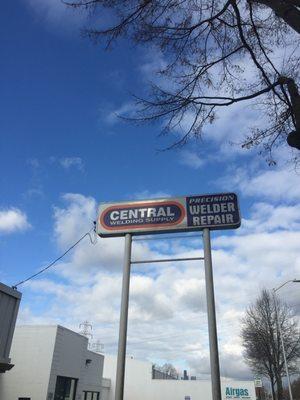 CENTRAL
WELDING SUPPLY
PRECISION
WELDER
REPAIR
Airgas